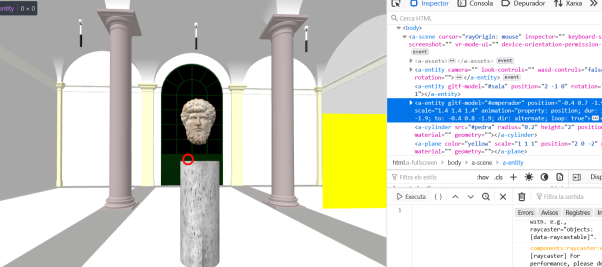 entity | 0 × 0
Inspector
Consola
Depurador
Xarxa
Cerca HTML
<body>
<a-scene cursor="rayOrigin: mouse" inspector="" keyboard-s
screenshot="" vr-mode-ui="" device-orientation-permission-
event
<a-assets> </a-assets> event
<a-entity camera="" look-controls="" wasd-controls="fals
rotation=""> </a-entity> event
<a-entity gltf-model="#sala" position="2 -1 0" rotation=
1"></a-entity>
<a-entity gltf-model="#emperador" position="-0.4 0.7 -1.
scale="1.4 1.4 1.4" animation="property: position; dur:
-1.9; to: -0.4 0.8 -1.9; dir: alternate; loop: true">
<a-cylinder src="#pedra" radius="0.2" height="2" position
material="" geometry=""></a-cylinder>
<a-plane color="yellow" scale="1 1 1" position="2 0 -2"
material="" geometry=""></a-plane>
html.a-fullscreen > body > a-scene > a-entity
Filtra els estils
:hov .cls
Disp
Executa
Filtra la sortida
1
Errors Avisos Registres In
with. e.g.,
raycaster="objects:
[data-raycastable]".
[raycaster] For
performance, please de